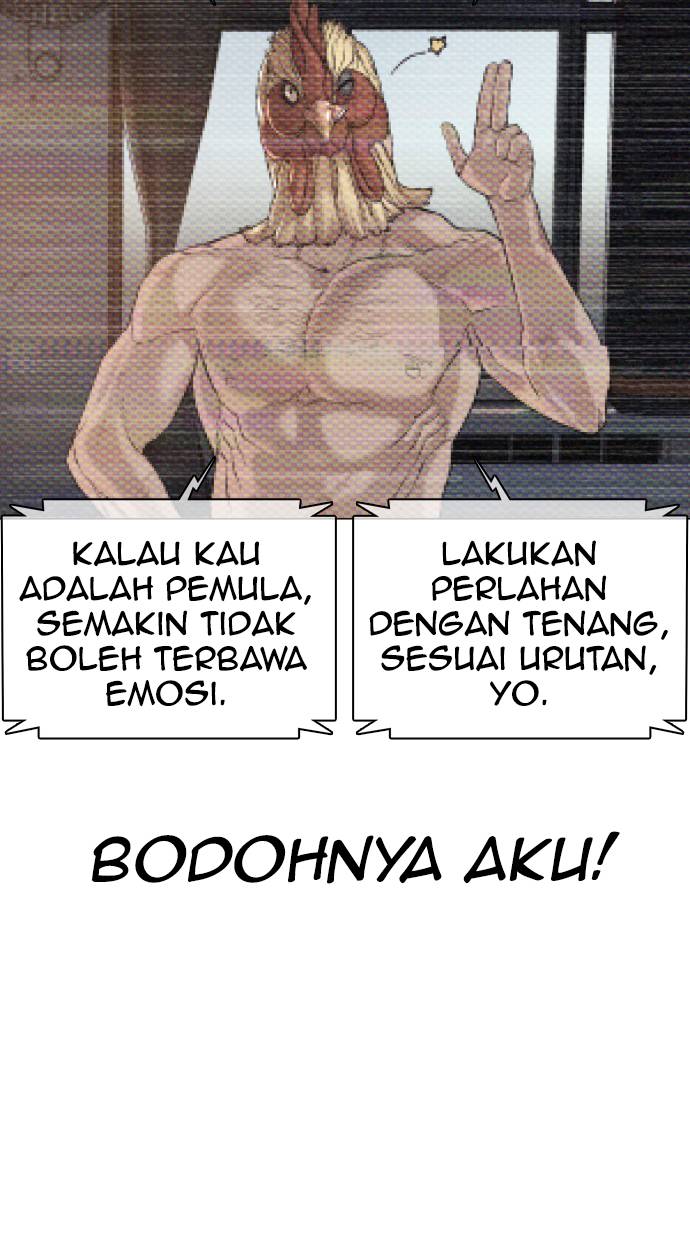 KALAU KAU
ADALAH PEMULA,
SEMAKIN TIDAK
BOLEH TERBAWA
EMOSI.
LAKUKAN
PERLAHAN
DENGAN TENANG,
SESUAI URUTAN,
YO.
BODOHNYA AKU!